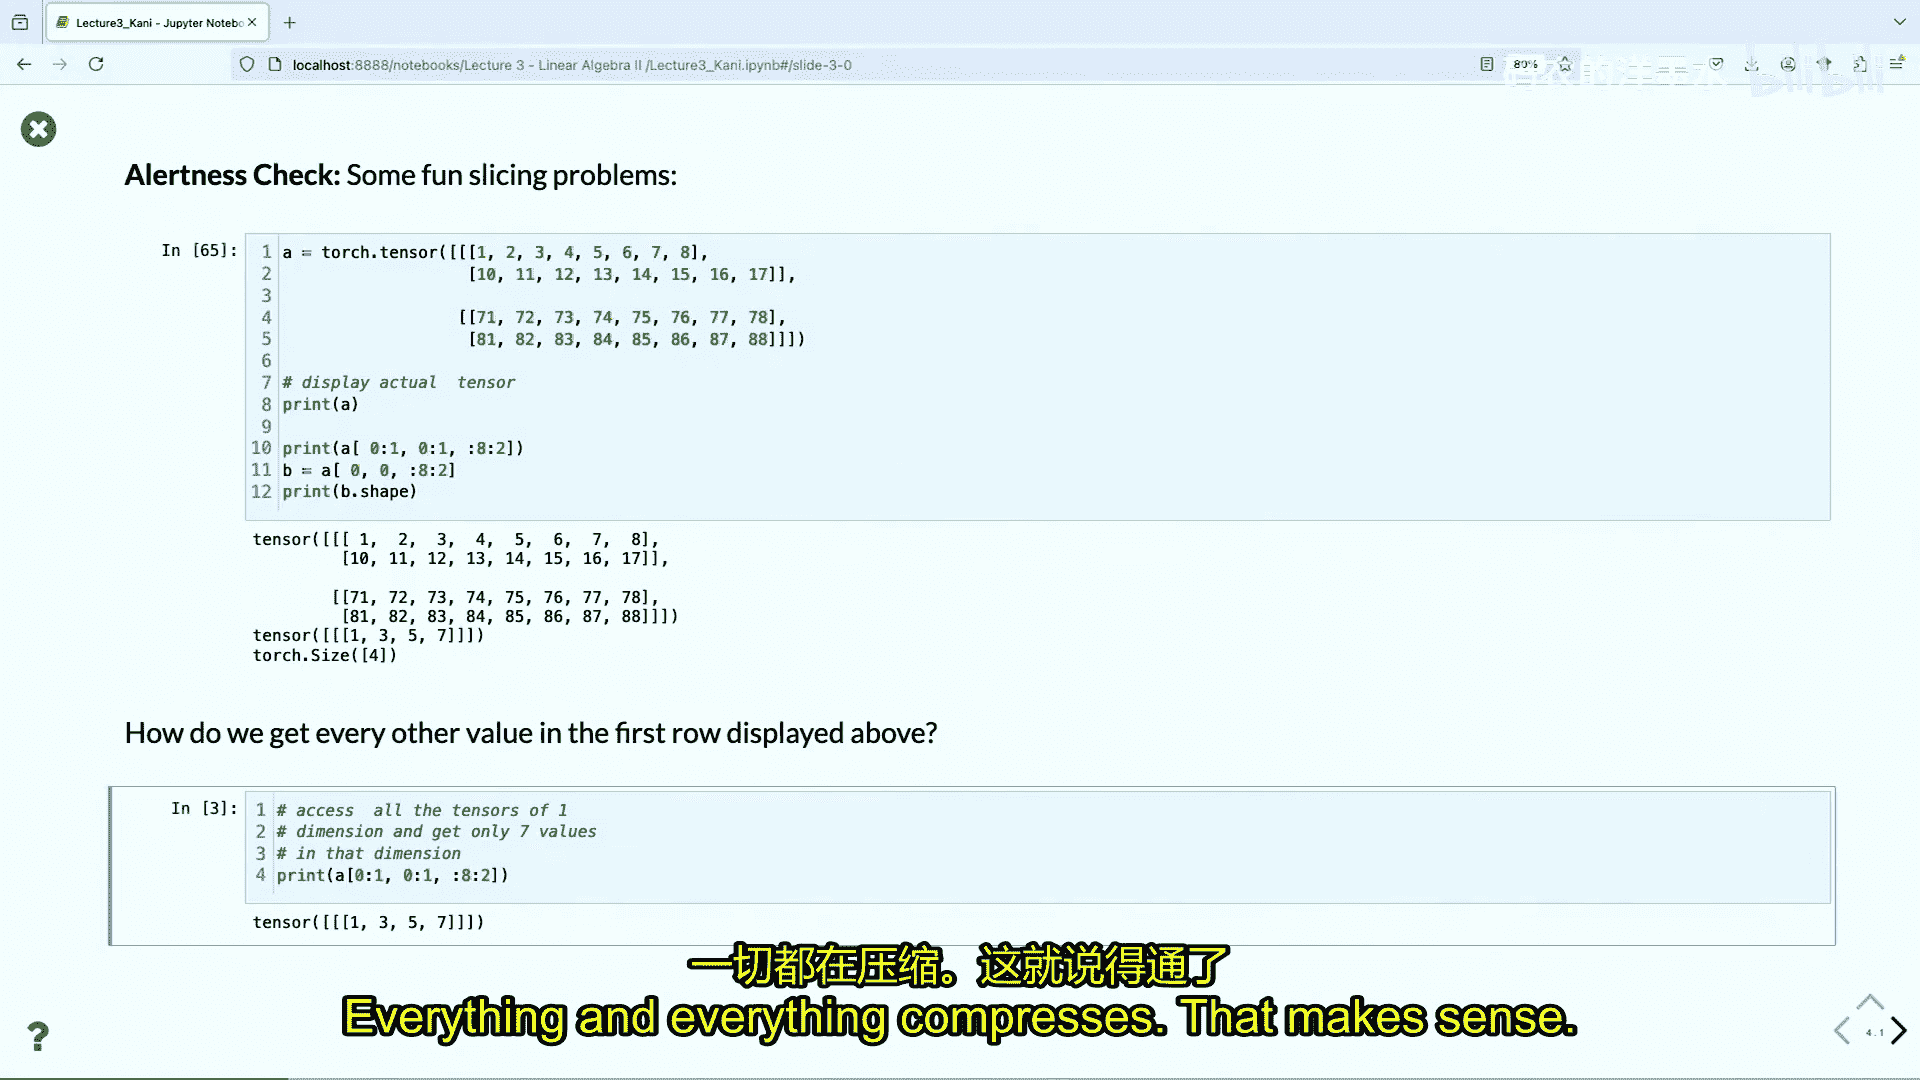 Lecture3_Kani - Jupyter Notebo
localhost:8888/notebooks/Lecture 3 - Linear Algebra II /Lecture3_Kani.ipynb#/slide-3-0
80%
bilibili
Alertness Check: Some fun slicing problems:
In [65]:
1 a = torch.tensor([[[1, 2, 3, 4, 5, 6, 7, 8],
2 [10, 11, 12, 13, 14, 15, 16, 17]],
3
4 [[71, 72, 73, 74, 75, 76, 77, 78],
5 [81, 82, 83, 84, 85, 86, 87, 88]]])
6
7 # display actual  tensor
8 print(a)
9
10 print(a[ 0:1, 0:1, :8:2])
11 b = a[ 0, 0, :8:2]
12 print(b.shape)
tensor([[[ 1,  2,  3,  4,  5,  6,  7,  8],
[10, 11, 12, 13, 14, 15, 16, 17]],
[[71, 72, 73, 74, 75, 76, 77, 78],
[81, 82, 83, 84, 85, 86, 87, 88]]])
tensor([[[1, 3, 5, 7]]])
torch.Size([4])
How do we get every other value in the first row displayed above?
In [3]:
1 # access  all the tensors of 1
2 # dimension and get only 7 values
3 # in that dimension
4 print(a[0:1, 0:1, :8:2])
tensor([[[1, 3, 5, 7]]])
一切都在压缩。这就说得通了
Everything and everything compresses. That makes sense.
?
4.1